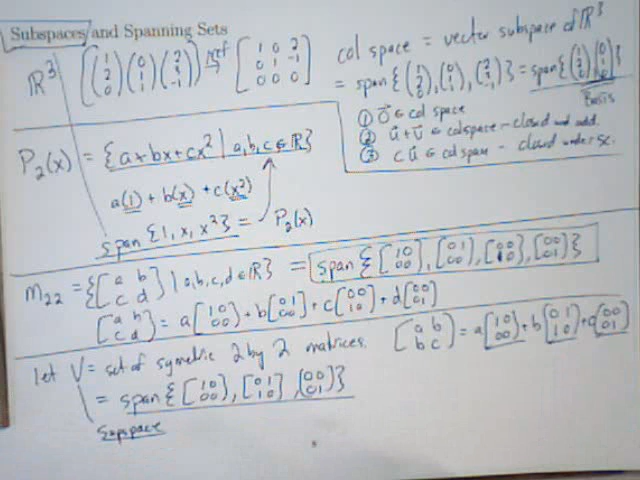 Subspaces and Spanning Sets
ℝ³ [(1 2 0) (0 1 1) (2 3 -1)] rref → [1 0 2; 0 1 -1; 0 0 0]
col space = vector subspace of ℝ³
= span{(1 2 0), (0 1 1), (2 3 -1)} = span{(1 2 0) (0 1 1)}
Basis
① 0⃗ ∈ col space
② u⃗ + v⃗ ∈ colspace - closed und add.
③ c u⃗ ∈ col space - closed under sc.
P₂(x) = {a+bx+cx² | a,b,c ∈ ℝ}
a(1) + b(x) + c(x²)
span {1, x, x²} = P₂(x)
M₂₂ = {[a b; c d] | a,b,c,d ∈ ℝ} = span{[1 0; 0 0], [0 1; 0 0], [0 0; 1 0], [0 0; 0 1]}
[a b; c d] = a[1 0; 0 0] + b[0 1; 0 0] + c[0 0; 1 0] + d[0 0; 0 1]
let V = set of symetric 2 by 2 matrices. [a b; b c] = a[1 0; 0 0] + b[0 1; 1 0] + c[0 0; 0 1]
= span{[1 0; 0 0], [0 1; 1 0], [0 0; 0 1]}
Subspace